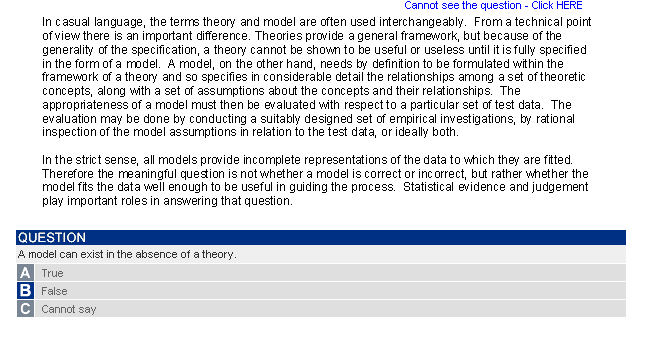 Cannot see the question - Click HERE
In casual language, the terms theory and model are often used interchangeably. From a technical point
of view there is an important difference. Theories provide a general framework, but because of the
generality of the specification, a theory cannot be shown to be useful or useless until it is fully specified
in the form of a model. A model, on the other hand, needs by definition to be formulated within the
framework of a theory and so specifies in considerable detail the relationships among a set of theoretic
concepts, along with a set of assumptions about the concepts and their relationships. The
appropriateness of a model must then be evaluated with respect to a particular set of test data. The
evaluation may be done by conducting a suitably designed set of empirical investigations, by rational
inspection of the model assumptions in relation to the test data, or ideally both.
In the strict sense, all models provide incomplete representations of the data to which they are fitted.
Therefore the meaningful question is not whether a model is correct or incorrect, but rather whether the
model fits the data well enough to be useful in guiding the process. Statistical evidence and judgement
play important roles in answering that question.
QUESTION
A model can exist in the absence of a theory.
A True
B False
C Cannot say